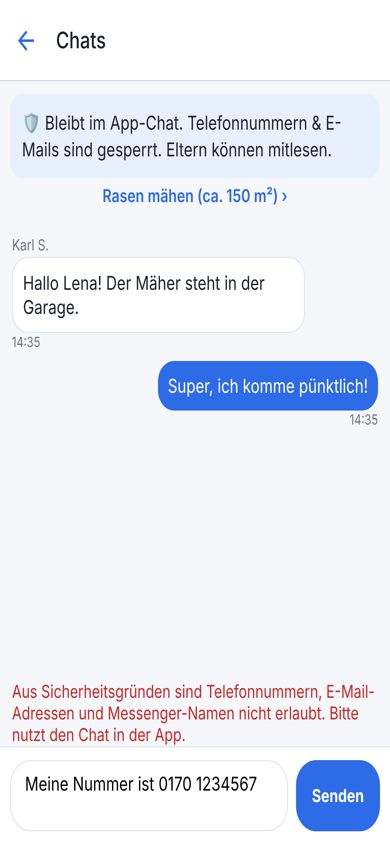 Chats
🛡️ Bleibt im App-Chat. Telefonnummern & E-
Mails sind gesperrt. Eltern können mitlesen.
Rasen mähen (ca. 150 m²) ›
Karl S.
Hallo Lena! Der Mäher steht in der
Garage.
14:35
Super, ich komme pünktlich!
14:35
Aus Sicherheitsgründen sind Telefonnummern, E-Mail-
Adressen und Messenger-Namen nicht erlaubt. Bitte
nutzt den Chat in der App.
Meine Nummer ist 0170 1234567
Senden